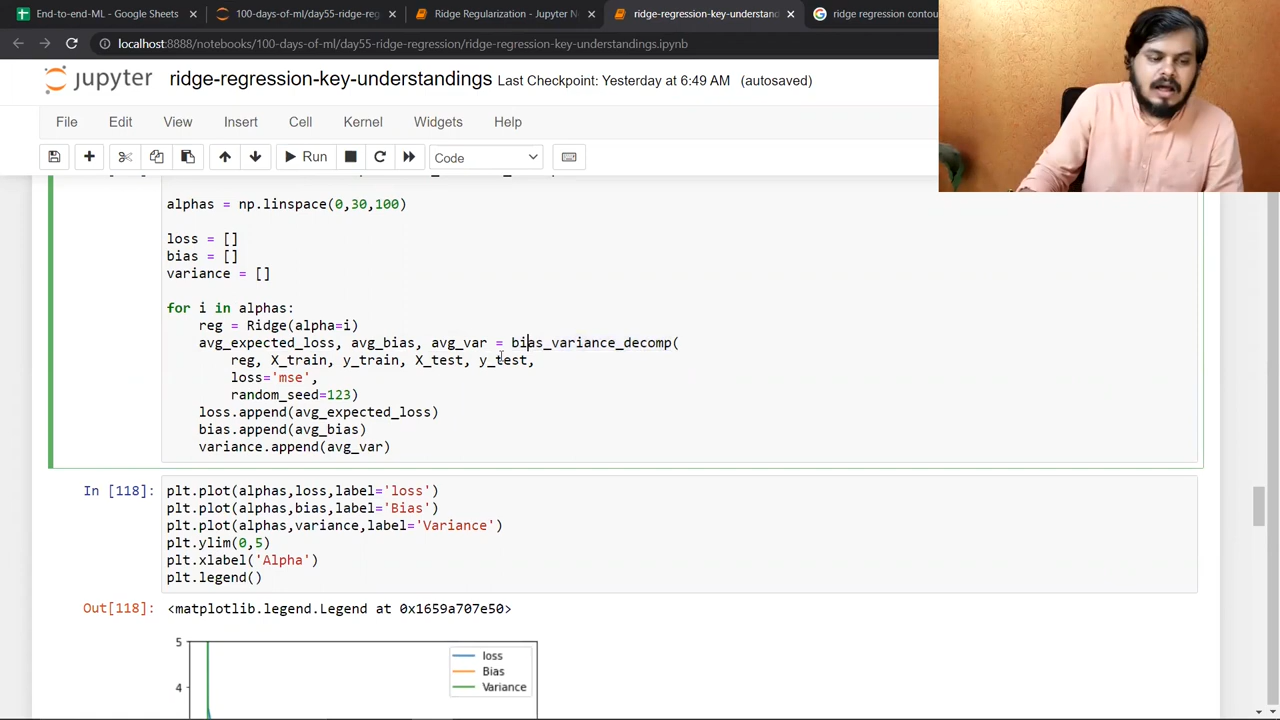 End-to-end-ML - Google Sheets
100-days-of-ml/day55-ridge-reg
Ridge Regularization - Jupyter N
ridge-regression-key-understand
ridge regression contou
localhost:8888/notebooks/100-days-of-ml/day55-ridge-regression/ridge-regression-key-understandings.ipynb
jupyter ridge-regression-key-understandings Last Checkpoint: Yesterday at 6:49 AM (autosaved)
File Edit View Insert Cell Kernel Widgets Help
Run Code
alphas = np.linspace(0,30,100)
loss = []
bias = []
variance = []
for i in alphas:
reg = Ridge(alpha=i)
avg_expected_loss, avg_bias, avg_var = bias_variance_decomp(
reg, X_train, y_train, X_test, y_test,
loss='mse',
random_seed=123)
loss.append(avg_expected_loss)
bias.append(avg_bias)
variance.append(avg_var)
In [118]: plt.plot(alphas,loss,label='loss')
plt.plot(alphas,bias,label='Bias')
plt.plot(alphas,variance,label='Variance')
plt.ylim(0,5)
plt.xlabel('Alpha')
plt.legend()
Out[118]: <matplotlib.legend.Legend at 0x1659a707e50>
5
loss
Bias
4
Variance